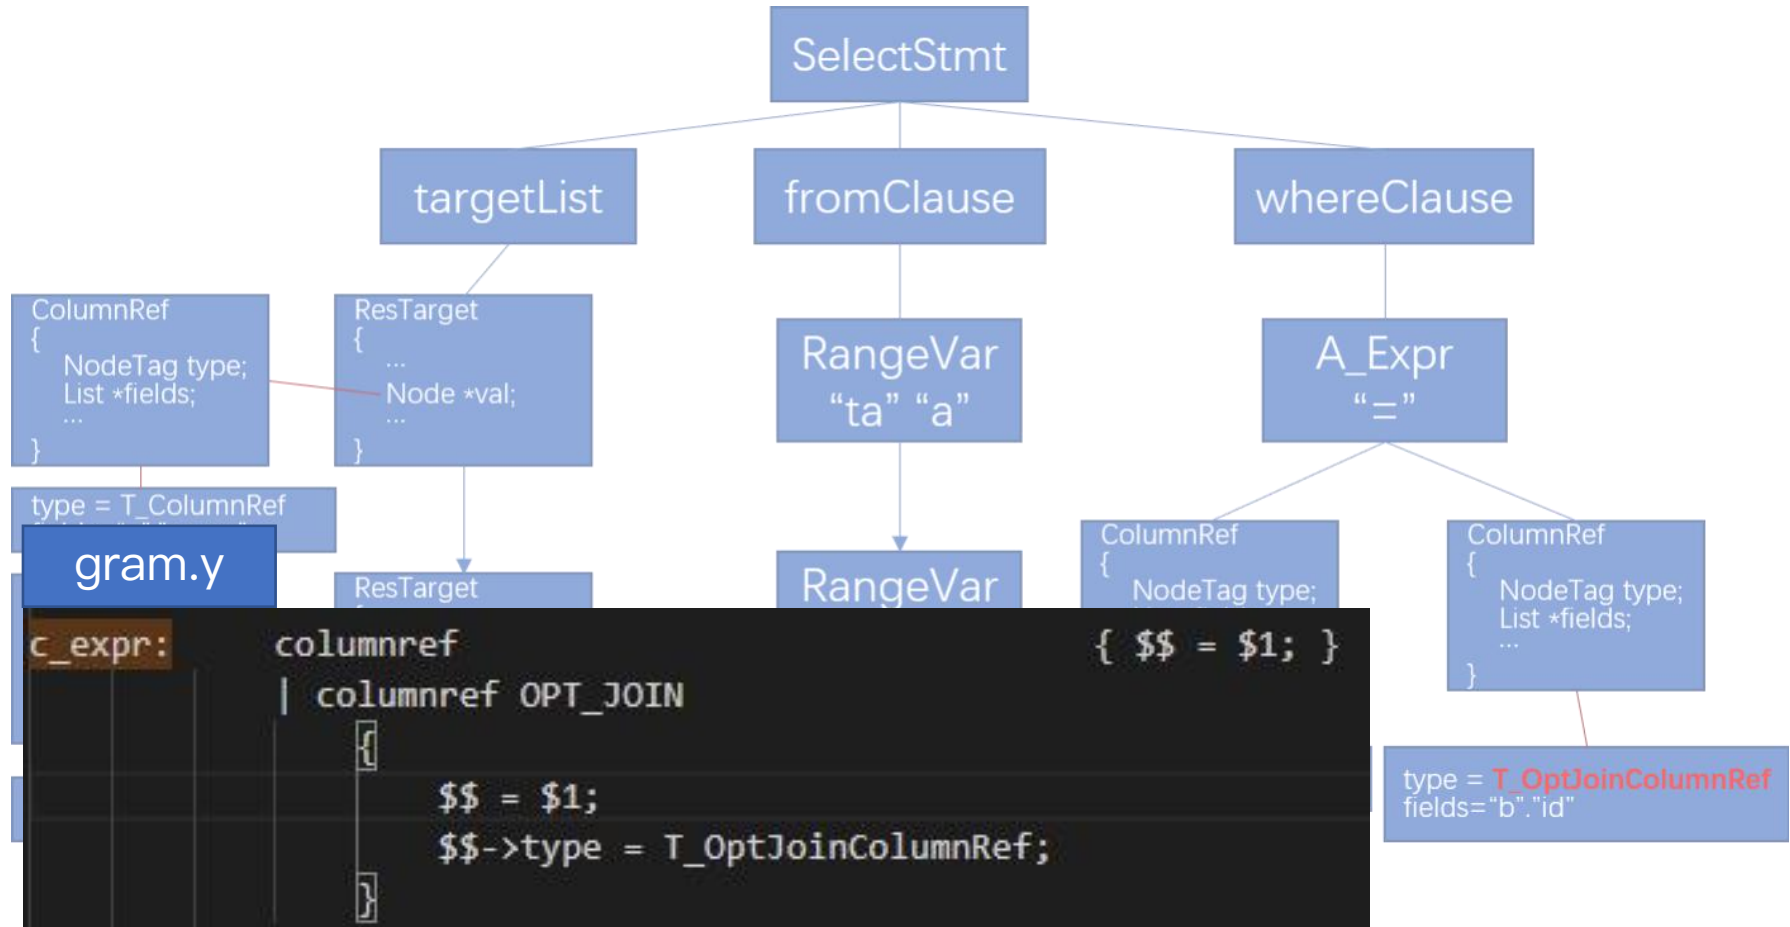 SelectStmt
targetList
fromClause
whereClause
ColumnRef
{
NodeTag type;
List *fields;
...
}
ResTarget
{
...
Node *val;
...
}
RangeVar
“ta” “a”
A_Expr
“=”
type = T_ColumnRef
gram.y
ResTarget
RangeVar
ColumnRef
{
NodeTag type;
ColumnRef
{
NodeTag type;
List *fields;
...
}
c_expr: columnref { $$ = $1; }
| columnref OPT_JOIN
{
$$ = $1;
$$->type = T_OptJoinColumnRef;
}
type = T_OptJoinColumnRef
fields=“b”.”id”